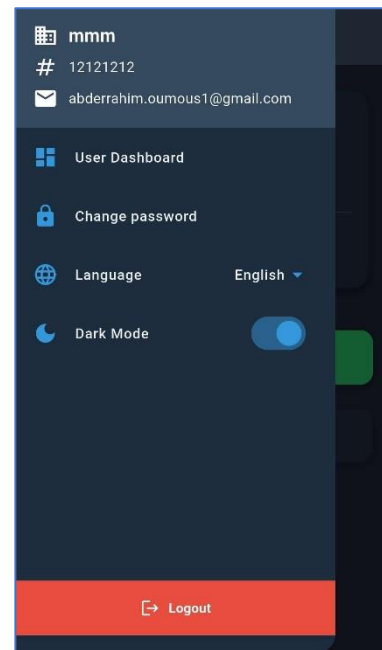 mmm
# 12121212
abderrahim.oumous1@gmail.com
User Dashboard
Change password
Language English
Dark Mode
Logout